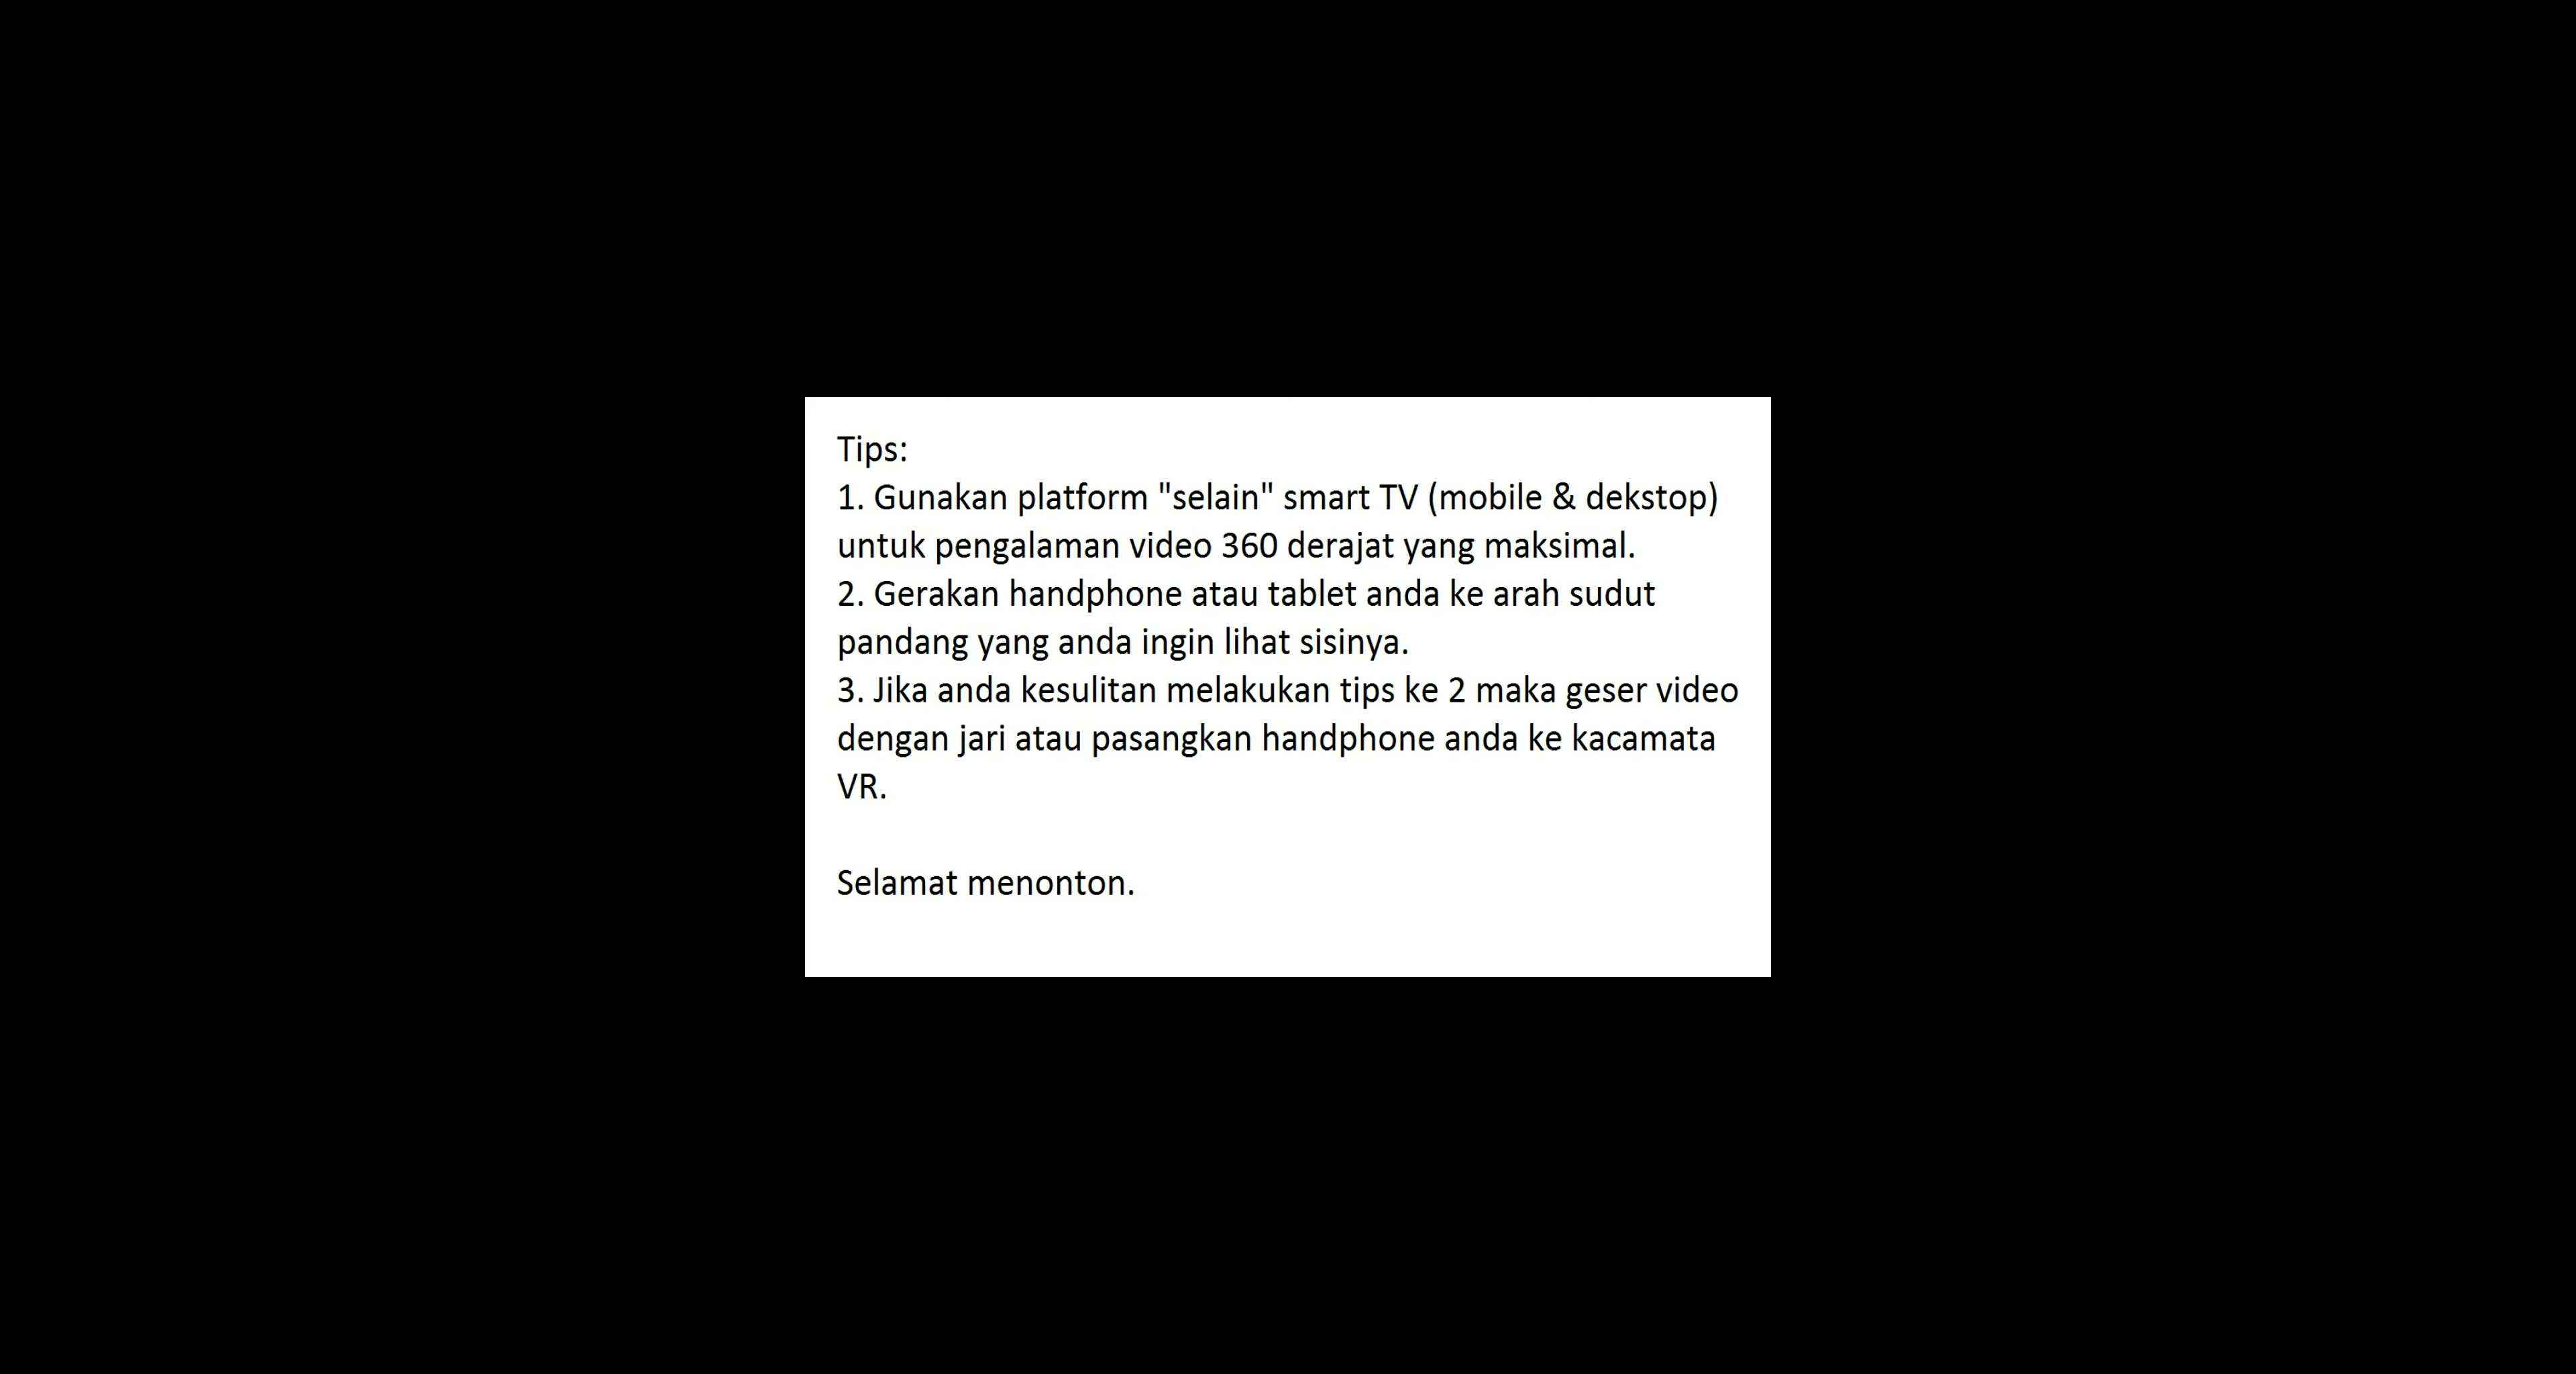 Tips:
1. Gunakan platform "selain" smart TV (mobile & dekstop)
untuk pengalaman video 360 derajat yang maksimal.
2. Gerakan handphone atau tablet anda ke arah sudut
pandang yang anda ingin lihat sisinya.
3. Jika anda kesulitan melakukan tips ke 2 maka geser video
dengan jari atau pasangkan handphone anda ke kacamata
VR.
Selamat menonton.